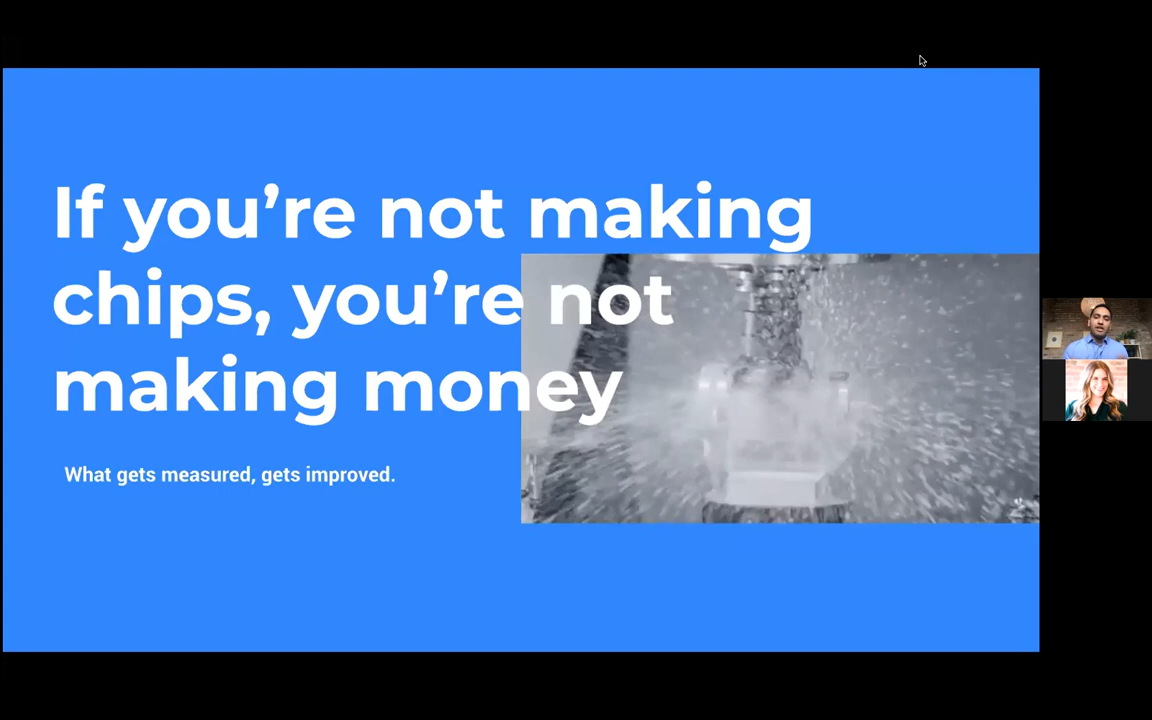 If you’re not making
chips, you’re not
making money
What gets measured, gets improved.